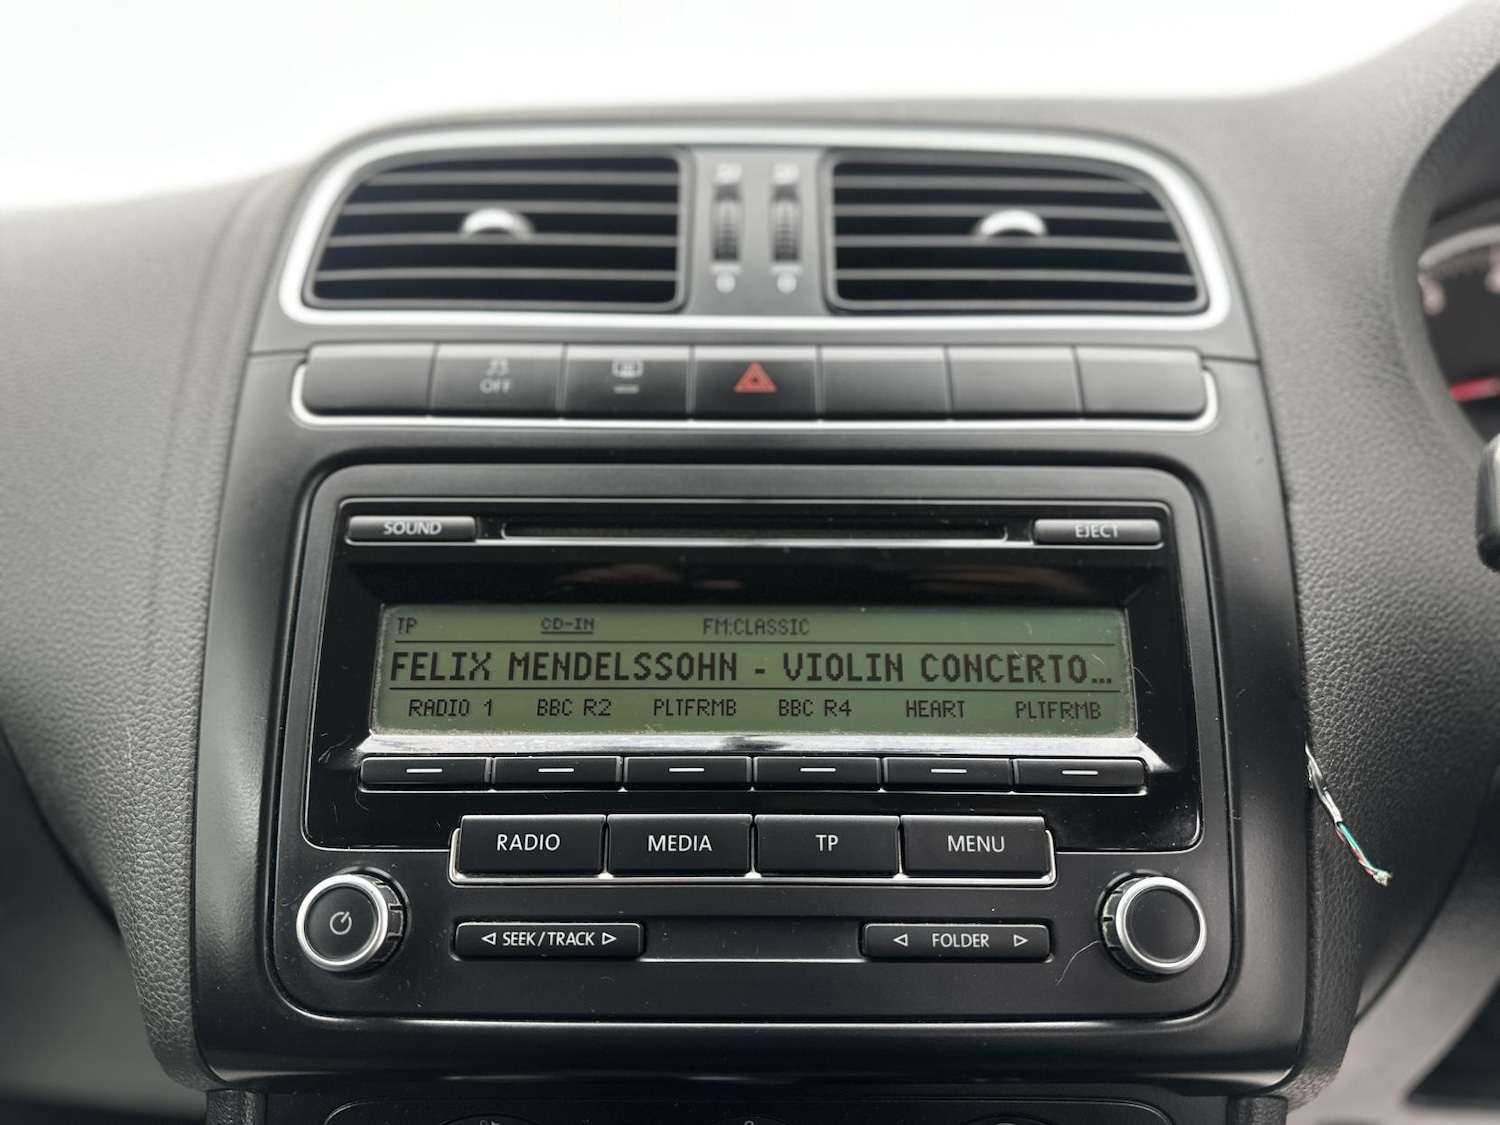 OFF
SOUND EJECT
TP CD-IN FM:CLASSIC
FELIX MENDELSSOHN - VIOLIN CONCERTO...
RADIO 1 BBC R2 PLTFRMB BBC R4 HEART PLTFRMB
RADIO MEDIA TP MENU
SEEK/TRACK FOLDER